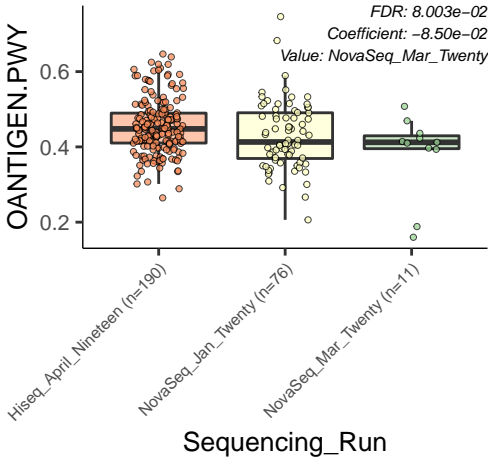 FDR: 8.003e−02
Coefficient: −8.50e−02
Value: NovaSeq_Mar_Twenty
OANTIGEN.PWY
0.6
0.4
0.2
Hiseq_April_Nineteen (n=190)
NovaSeq_Jan_Twenty (n=76)
NovaSeq_Mar_Twenty (n=11)
Sequencing_Run